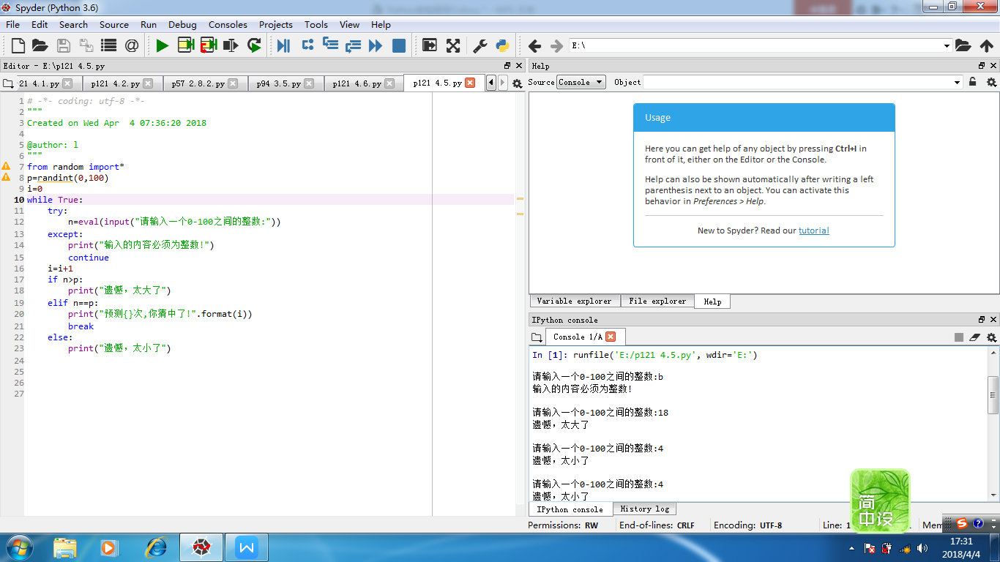 Spyder (Python 3.6)
File Edit Search Source Run Debug Consoles Projects Tools View Help
E:\
Editor - E:\p121 4.5.py
Help
21 4.1.py p121 4.2.py p57 2.8.2.py p94 3.5.py p121 4.6.py p121 4.5.py
Source Console Object
1 # -*- coding: utf-8 -*-
2 """
3 Created on Wed Apr  4 07:36:20 2018
4
5 @author: l
6 """
7 from random import*
8 p=randint(0,100)
9 i=0
10 while True:
11     try:
12         n=eval(input("请输入一个0-100之间的整数:"))
13     except:
14         print("输入的内容必须为整数!")
15         continue
16     i=i+1
17     if n>p:
18         print("遗憾，太大了")
19     elif n==p:
20         print("预测{}次,你猜中了!".format(i))
21         break
22     else:
23         print("遗憾，太小了")
24
25
26
27
Usage
Here you can get help of any object by pressing Ctrl+I in
front of it, either on the Editor or the Console.
Help can also be shown automatically after writing a left
parenthesis next to an object. You can activate this
behavior in Preferences > Help.
New to Spyder? Read our tutorial
Variable explorer File explorer Help
IPython console
Console 1/A
In [1]: runfile('E:/p121 4.5.py', wdir='E:')
请输入一个0-100之间的整数:b
输入的内容必须为整数!
请输入一个0-100之间的整数:18
遗憾，太大了
请输入一个0-100之间的整数:4
遗憾，太小了
请输入一个0-100之间的整数:4
遗憾，太小了
IPython console History log
Permissions: RW End-of-lines: CRLF Encoding: UTF-8 Line: 1 Mem
简
中设
17:31
2018/4/4